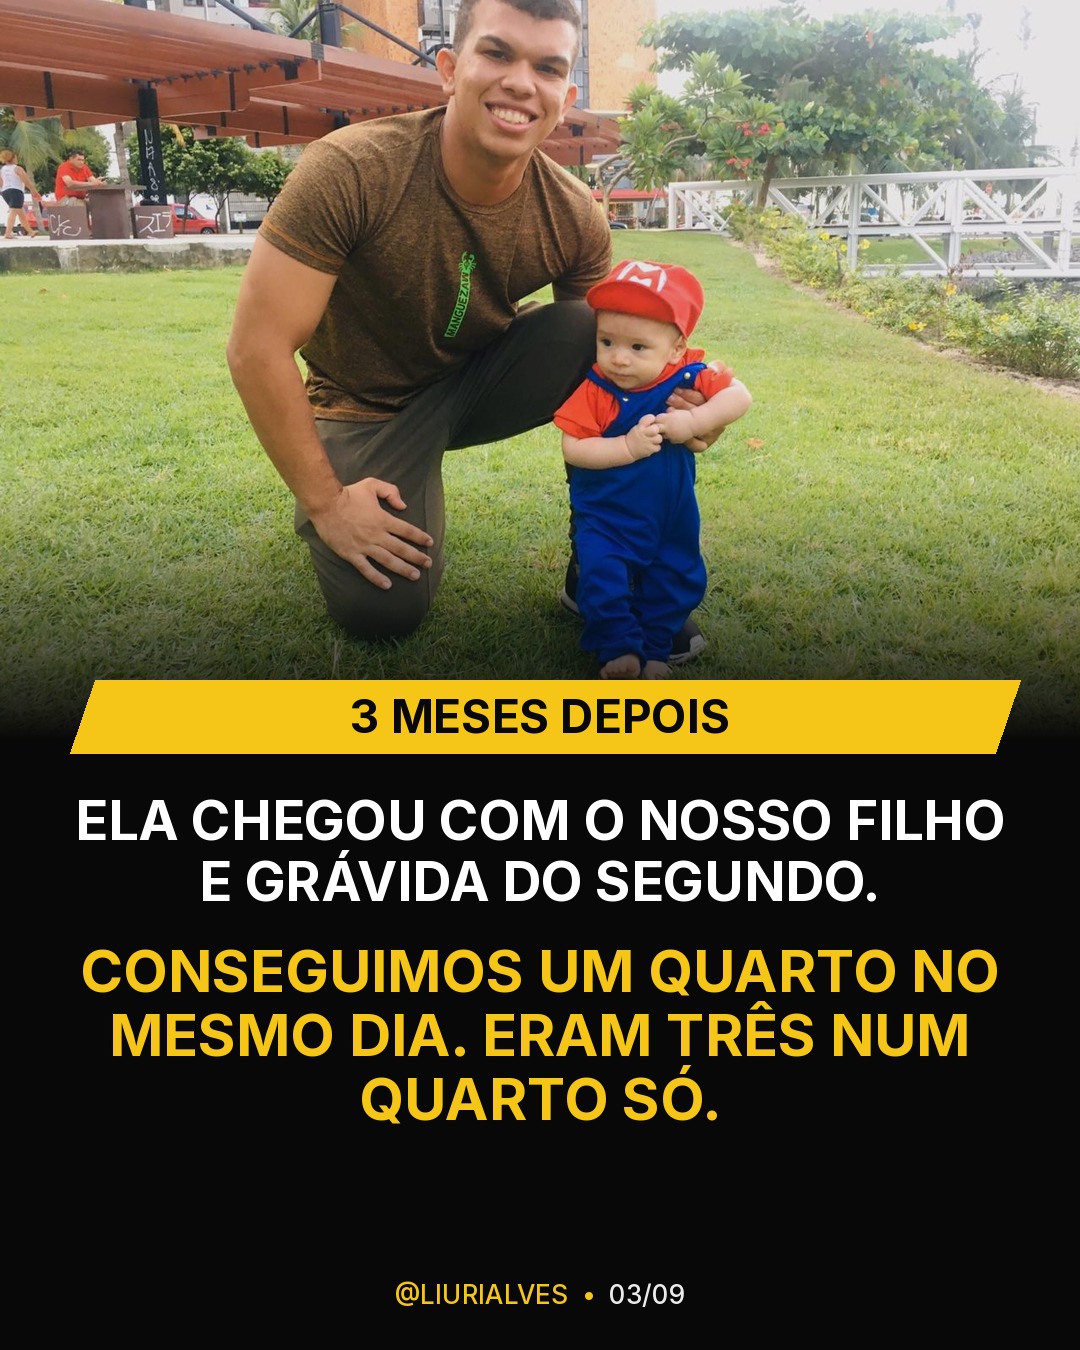 MANGUEZAL
3 MESES DEPOIS
ELA CHEGOU COM O NOSSO FILHO
E GRÁVIDA DO SEGUNDO.
CONSEGUIMOS UM QUARTO NO
MESMO DIA. ERAM TRÊS NUM
QUARTO SÓ.
@LIURIALVES • 03/09